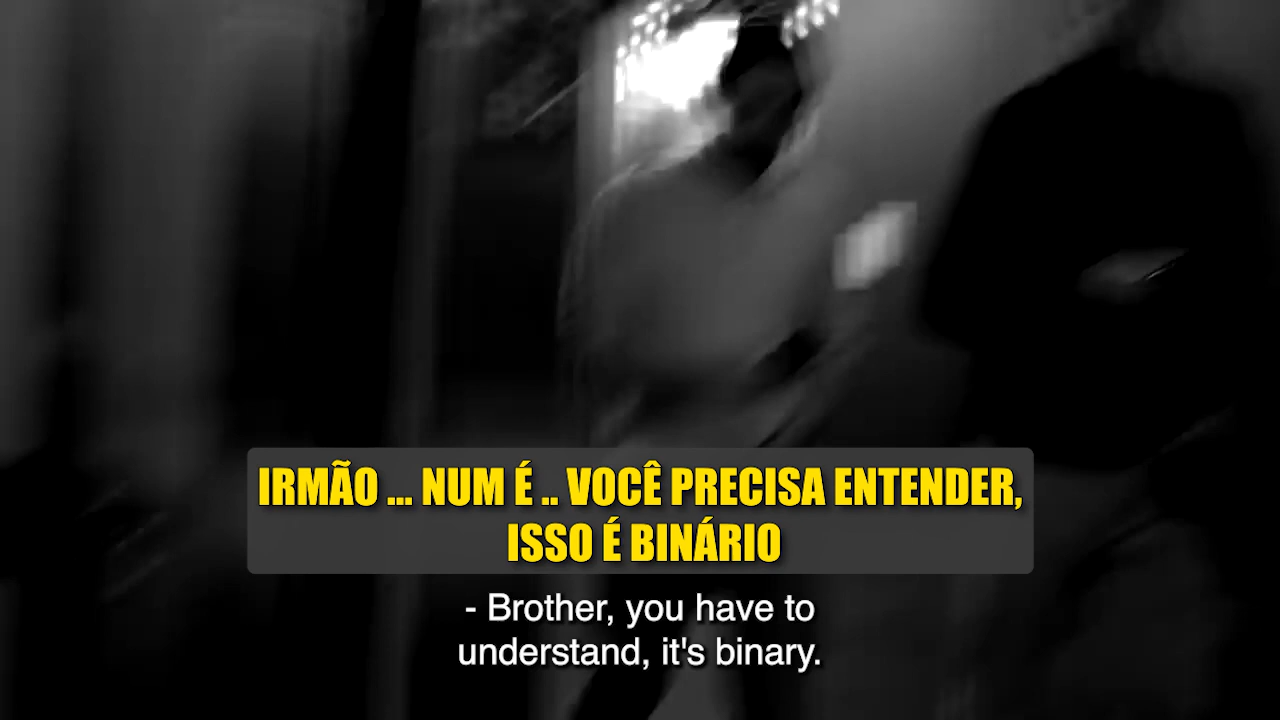 IRMÃO ... NUM É .. VOCÊ PRECISA ENTENDER,
ISSO É BINÁRIO
- Brother, you have to
understand, it's binary.